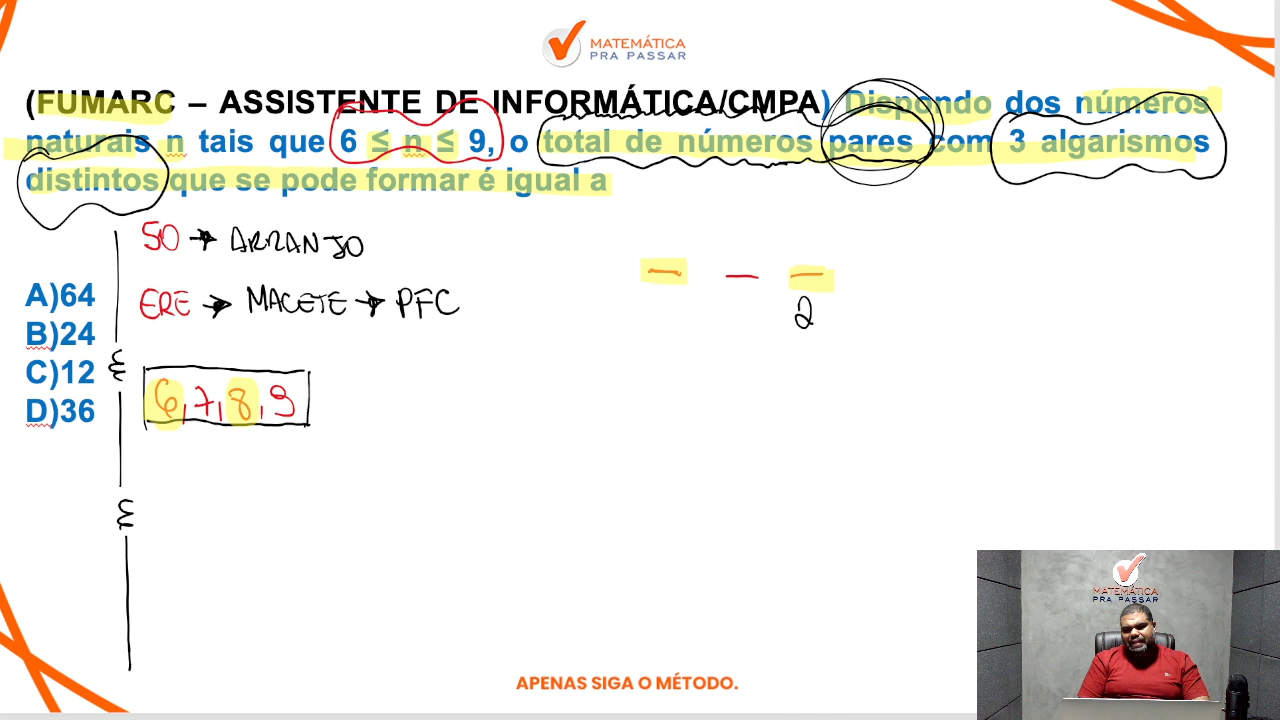 MATEMÁTICA
PRA PASSAR
(FUMARC – ASSISTENTE DE INFORMÁTICA/CMPA) Dispondo dos números
naturais n tais que 6 ≤ n ≤ 9, o total de números pares com 3 algarismos
distintos que se pode formar é igual a
SO → ARRANJO
A)64
ERE → MACETE → PFC
2
B)24
C)12
6, 7, 8, 9
D)36
MATEMÁTICA
PRA PASSAR
APENAS SIGA O MÉTODO.